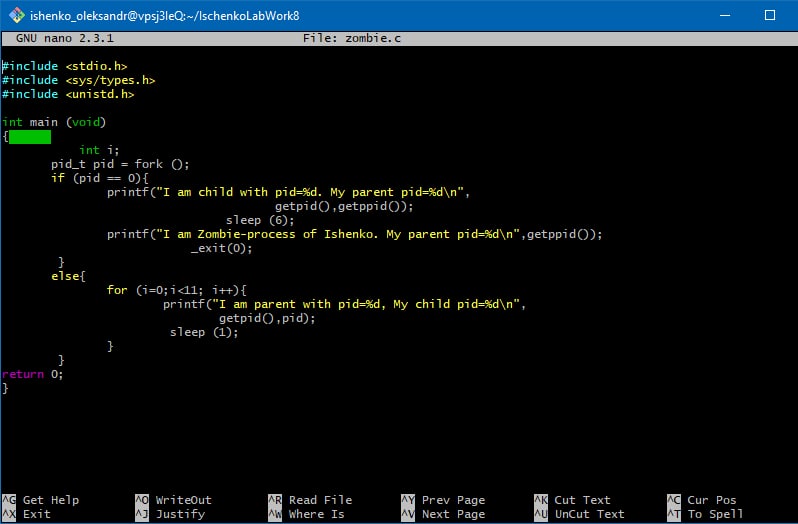 ishenko_oleksandr@vpsj3leQ:~/IschenkoLabWork8
GNU nano 2.3.1 File: zombie.c
#include <stdio.h>
#include <sys/types.h>
#include <unistd.h>
int main (void)
{
int i;
pid_t pid = fork ();
if (pid == 0){
printf("I am child with pid=%d. My parent pid=%d\n",
getpid(),getppid());
sleep (6);
printf("I am Zombie-process of Ishenko. My parent pid=%d\n",getppid());
_exit(0);
}
else{
for (i=0;i<11; i++){
printf("I am parent with pid=%d, My child pid=%d\n",
getpid(),pid);
sleep (1);
}
}
return 0;
}
^G Get Help ^O WriteOut ^R Read File ^Y Prev Page ^K Cut Text ^C Cur Pos
^X Exit ^J Justify ^W Where Is ^V Next Page ^U UnCut Text ^T To Spell